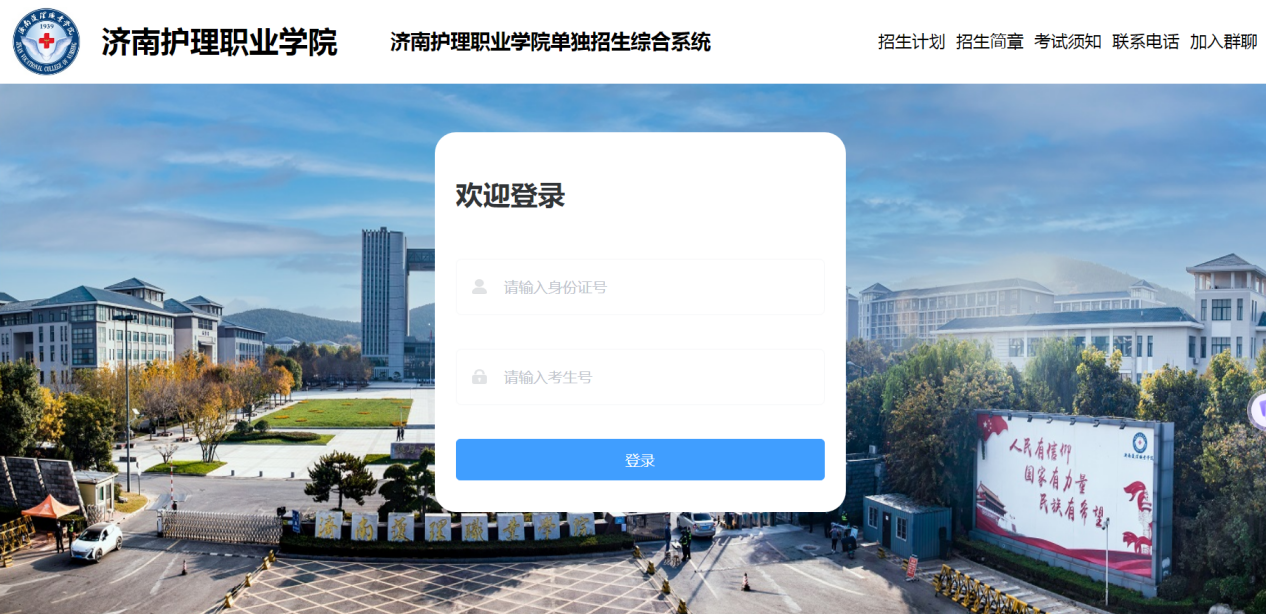 1939
济南护理职业学院
济南护理职业学院单独招生综合系统
招生计划 招生简章 考试须知 联系电话 加入群聊
欢迎登录
请输入身份证号
请输入考生号
登录
人民有信仰
国家有力量
民族有希望
济南护理职业学院